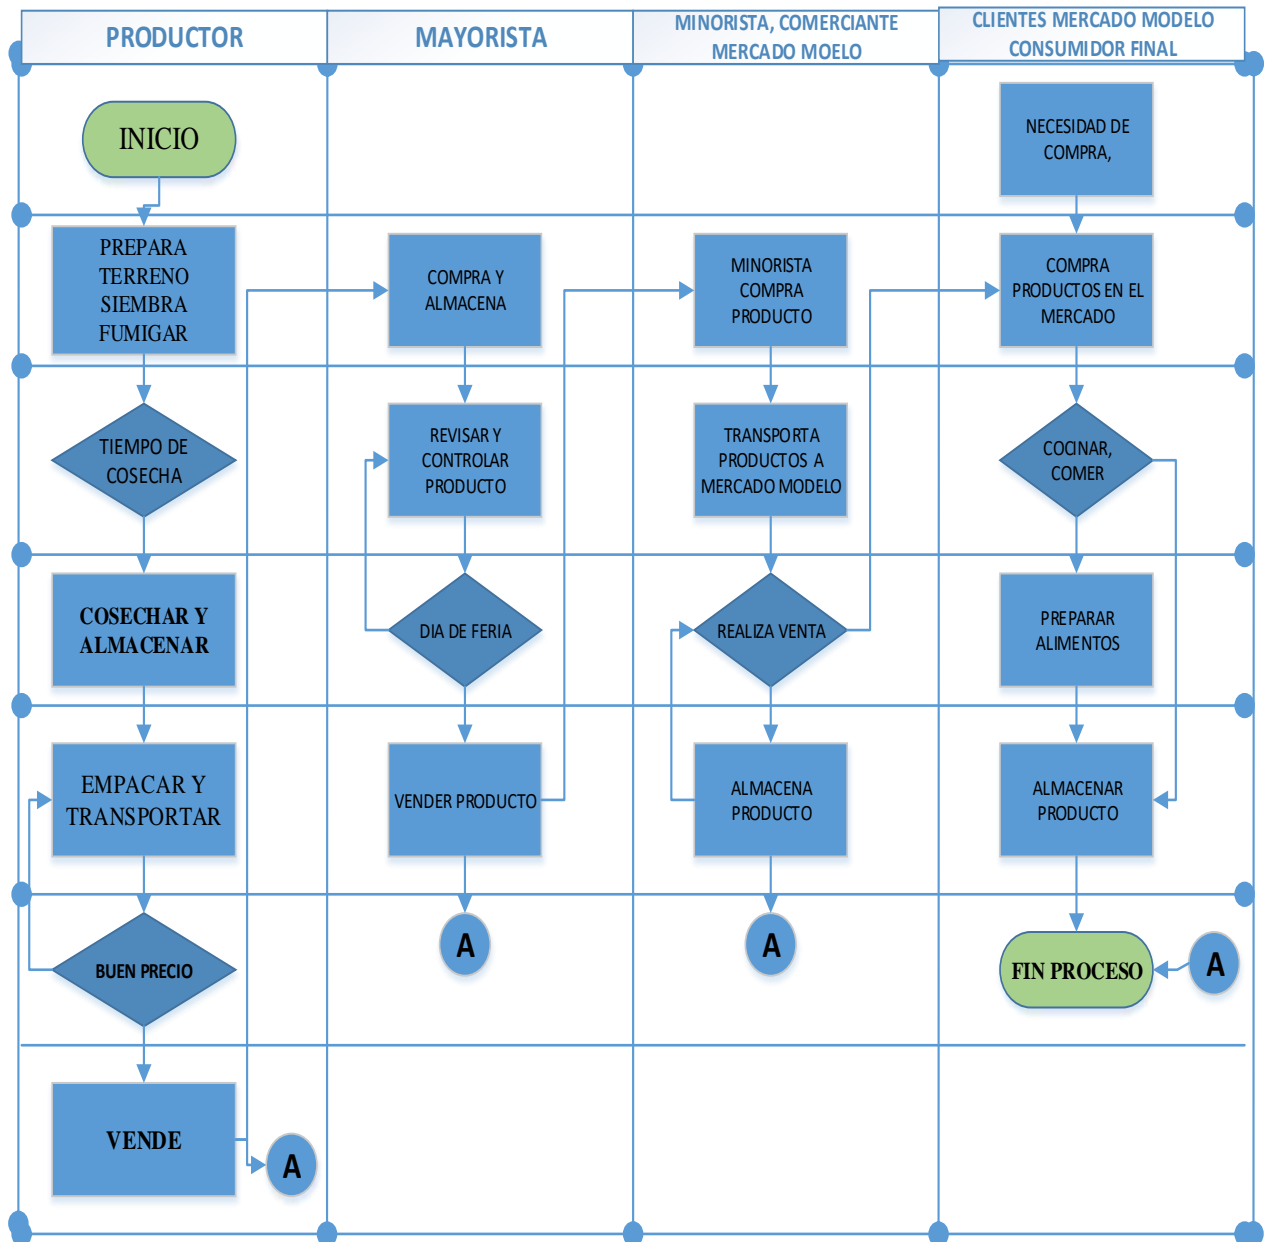 PRODUCTOR
MAYORISTA
MINORISTA, COMERCIANTE
MERCADO MOELO
CLIENTES MERCADO MODELO
CONSUMIDOR FINAL
INICIO
NECESIDAD DE
COMPRA,
PREPARA
TERRENO
SIEMBRA
FUMIGAR
COMPRA Y
ALMACENA
MINORISTA
COMPRA
PRODUCTO
COMPRA
PRODUCTOS EN EL
MERCADO
TIEMPO DE
COSECHA
REVISAR Y
CONTROLAR
PRODUCTO
TRANSPORTA
PRODUCTOS A
MERCADO MODELO
COCINAR,
COMER
COSECHAR Y
ALMACENAR
DIA DE FERIA
REALIZA VENTA
PREPARAR
ALIMENTOS
EMPACAR Y
TRANSPORTAR
VENDER PRODUCTO
ALMACENA
PRODUCTO
ALMACENAR
PRODUCTO
BUEN PRECIO
A
A
FIN PROCESO
A
VENDE
A